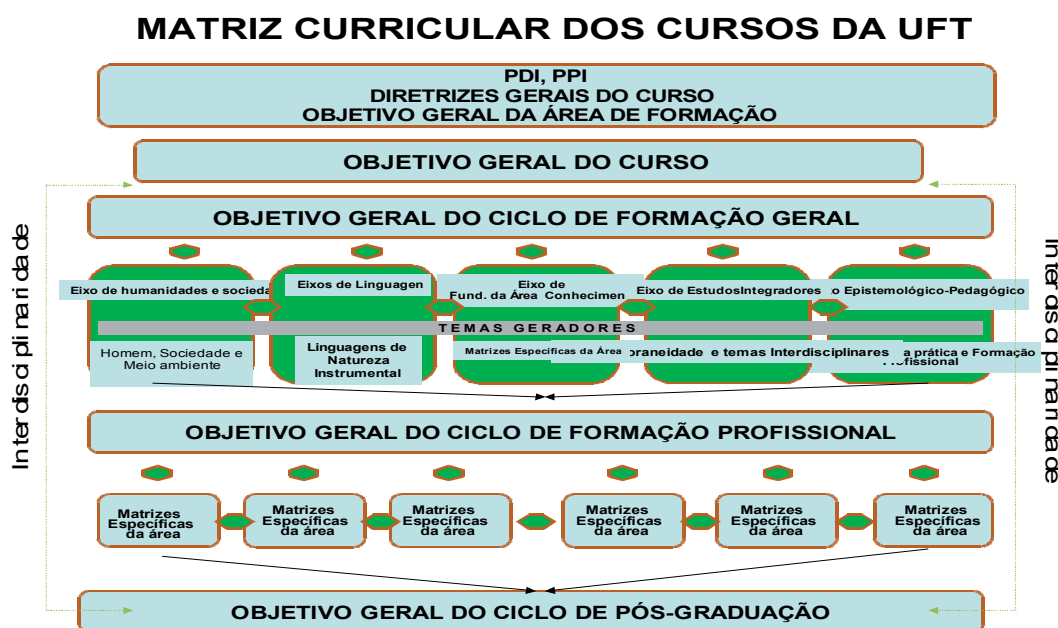 MATRIZ CURRICULAR DOS CURSOS DA UFT
PDI, PPI
DIRETRIZES GERAIS DO CURSO
OBJETIVO GERAL DA ÁREA DE FORMAÇÃO
OBJETIVO GERAL DO CURSO
OBJETIVO GERAL DO CICLO DE FORMAÇÃO GERAL
Interdisciplinaridade
Eixo de humanidades e socieda
Eixos de Linguagen
Eixo de
Fund. da Área Conhecimen
Eixo de EstudosIntegradores
o Epistemológico-Pedagógico
TEMAS GERADORES
Homem, Sociedade e
Meio ambiente
Linguagens de
Natureza
Instrumental
Matrizes Específicas da Área
oraneidade e temas Interdisciplinares
a prática e Formação
Profissional
Interdisciplinaridade
OBJETIVO GERAL DO CICLO DE FORMAÇÃO PROFISSIONAL
Matrizes
Específicas
da área
Matrizes
Específicas
da área
Matrizes
Específicas
da área
Matrizes
Específicas
da área
Matrizes
Específicas
da área
Matrizes
Específicas
da área
OBJETIVO GERAL DO CICLO DE PÓS-GRADUAÇÃO